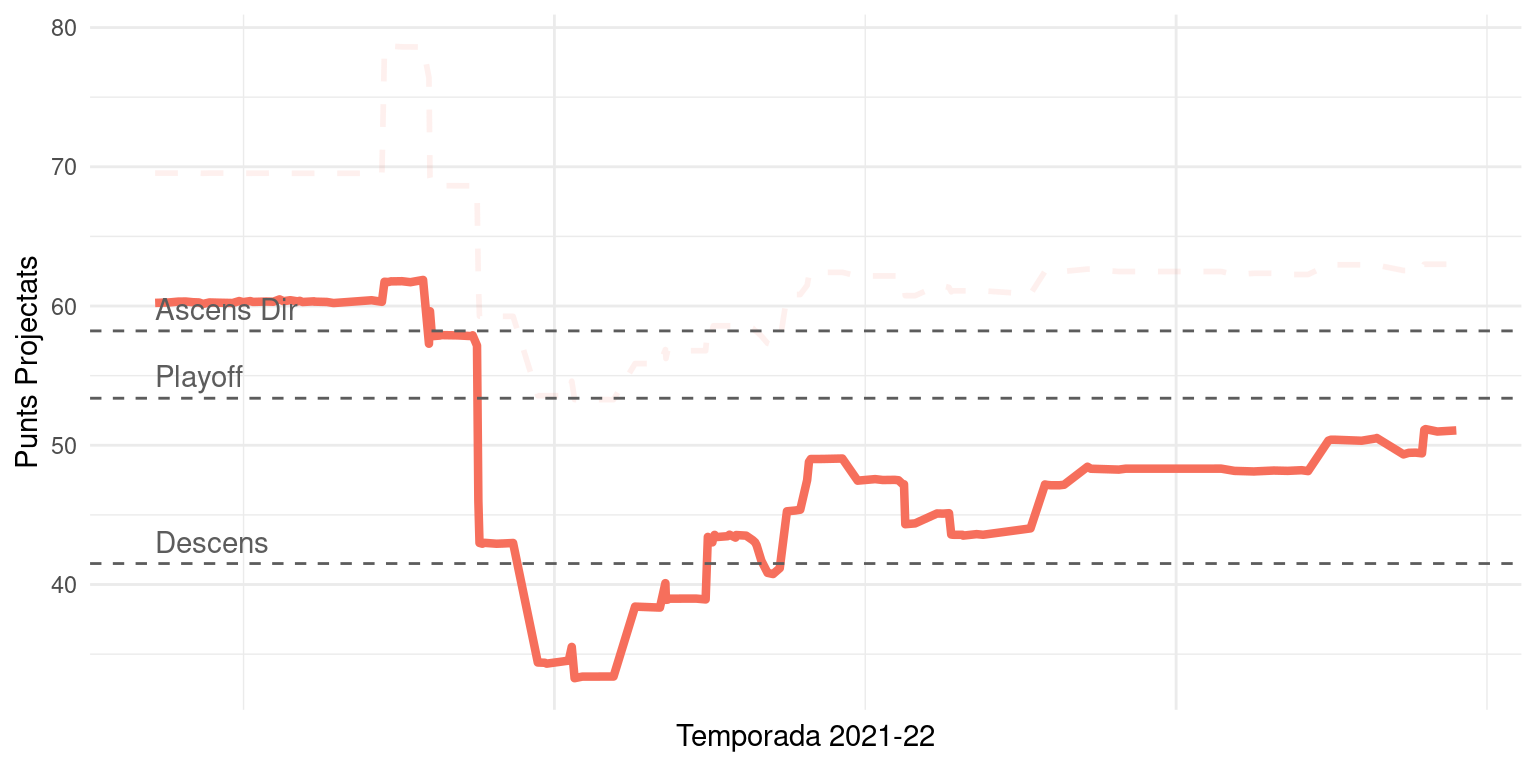 80
70
60
50
40
Punts Projectats
Ascens Dir
Playoff
Descens
Temporada 2021-22